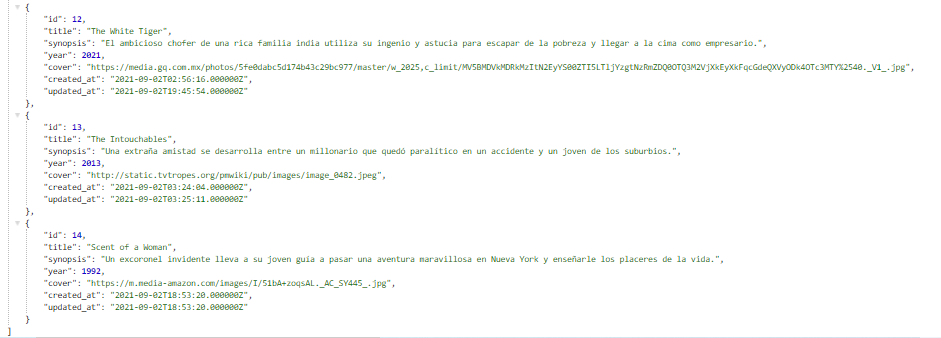 {
"id": 12,
"title": "The White Tiger",
"synopsis": "El ambicioso chofer de una rica familia india utiliza su ingenio y astucia para escapar de la pobreza y llegar a la cima como empresario.",
"year": 2021,
"cover": "https://media.gq.com.mx/photos/5fe0dabc5d174b43c29bc977/master/w_2025,c_limit/MV5BMDVkMDRkMzItN2EyYS00ZTI5LTljYzgtNzRmZDQ0OTQ3M2VjXkEyXkFqcGdeQXVyODk4OTc3MTY%2540._V1_.jpg",
"created_at": "2021-09-02T02:56:16.000000Z",
"updated_at": "2021-09-02T19:45:54.000000Z"
},
{
"id": 13,
"title": "The Intouchables",
"synopsis": "Una extraña amistad se desarrolla entre un millonario que quedó paralítico en un accidente y un joven de los suburbios.",
"year": 2013,
"cover": "http://static.tvtropes.org/pmwiki/pub/images/image_0482.jpeg",
"created_at": "2021-09-02T03:24:04.000000Z",
"updated_at": "2021-09-02T03:25:11.000000Z"
},
{
"id": 14,
"title": "Scent of a Woman",
"synopsis": "Un excoronel invidente lleva a su joven guía a pasar una aventura maravillosa en Nueva York y enseñarle los placeres de la vida.",
"year": 1992,
"cover": "https://m.media-amazon.com/images/I/51bA+zoqsAL._AC_SY445_.jpg",
"created_at": "2021-09-02T18:53:20.000000Z",
"updated_at": "2021-09-02T18:53:20.000000Z"
}
]